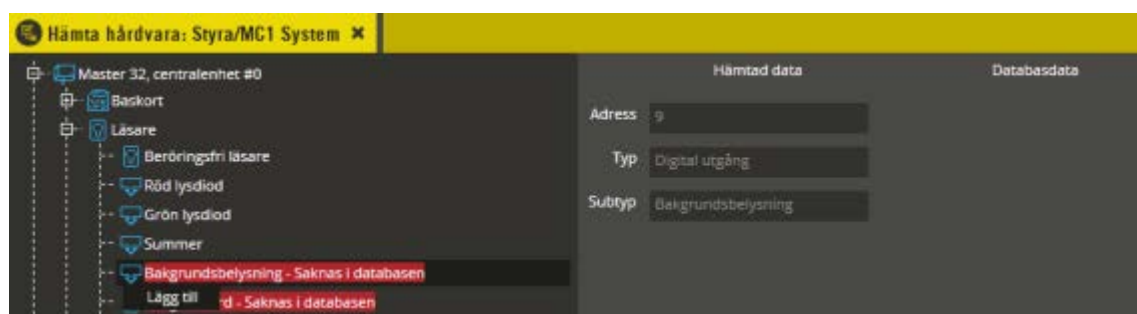 Hämta hårdvara: Styra/MC1 System ✖
Master 32, centralenhet #0
Baskort
Läsare
Beröringsfri läsare
Röd lysdiod
Grön lysdiod
Summer
Bakgrundsbelysning - Saknas i databasen
Lägg till
d - Saknas i databasen
Hämtad data Databasdata
Adress 9
Typ Digital utgång
Subtyp Bakgrundsbelysning